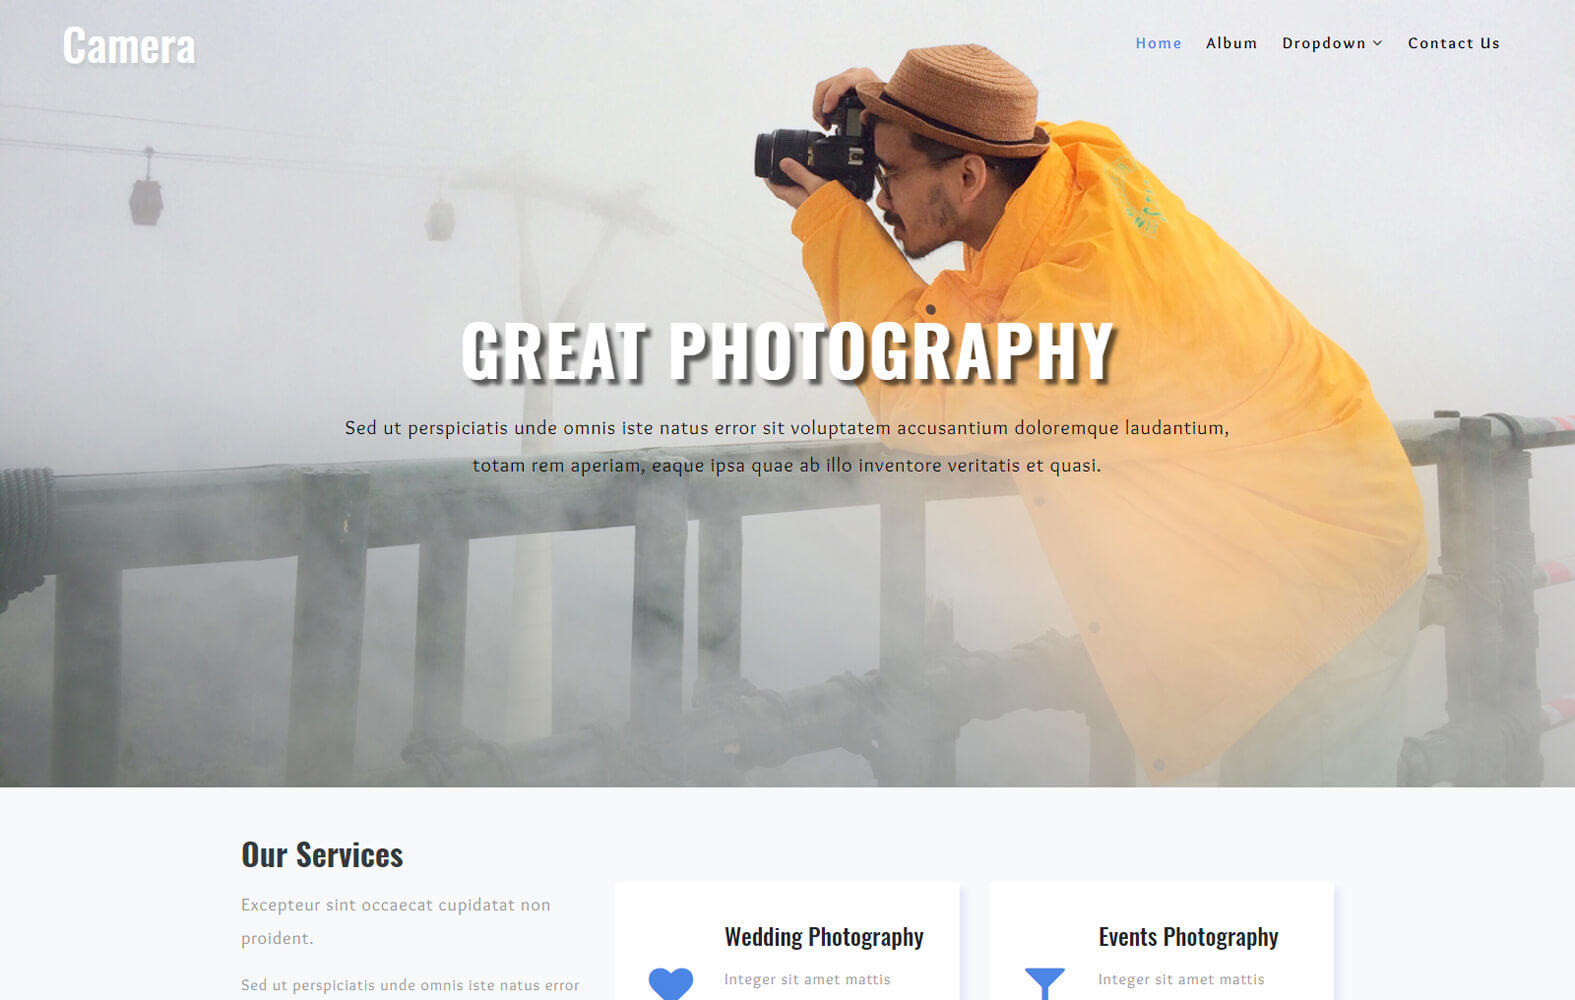 Camera
Home Album Dropdown Contact Us
GREAT PHOTOGRAPHY
Sed ut perspiciatis unde omnis iste natus error sit voluptatem accusantium doloremque laudantium,
totam rem aperiam, eaque ipsa quae ab illo inventore veritatis et quasi.
Our Services
Excepteur sint occaecat cupidatat non
proident.
Sed ut perspiciatis unde omnis iste natus error
Wedding Photography
Integer sit amet mattis
Events Photography
Integer sit amet mattis